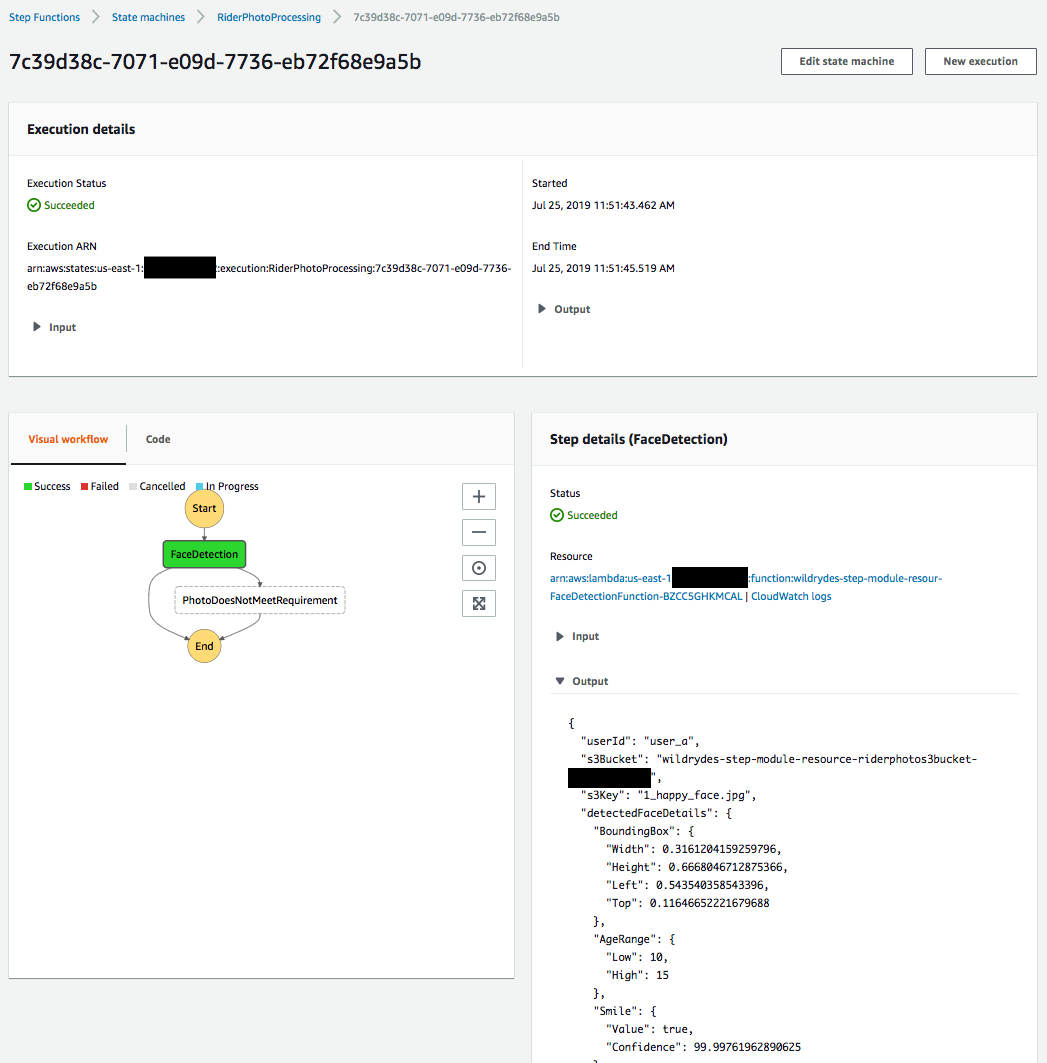 Step Functions > State machines > RiderPhotoProcessing > 7c39d38c-7071-e09d-7736-eb72f68e9a5b
7c39d38c-7071-e09d-7736-eb72f68e9a5b
Edit state machine
New execution
Execution details
Execution Status
Succeeded
Execution ARN
arn:aws:states:us-east-1: :execution:RiderPhotoProcessing:7c39d38c-7071-e09d-7736-
eb72f68e9a5b
Input
Started
Jul 25, 2019 11:51:43.462 AM
End Time
Jul 25, 2019 11:51:45.519 AM
Output
Visual workflow
Code
Success Failed Cancelled In Progress
Start
FaceDetection
PhotoDoesNotMeetRequirement
End
Step details (FaceDetection)
Status
Succeeded
Resource
arn:aws:lambda:us-east-1 :function:wildrydes-step-module-resour-
FaceDetectionFunction-BZCC5GHKMCAL | CloudWatch logs
Input
Output
{
"userId": "user_a",
"s3Bucket": "wildrydes-step-module-resource-riderphotos3bucket-
",
"s3Key": "1_happy_face.jpg",
"detectedFaceDetails": {
"BoundingBox": {
"Width": 0.3161204159259796,
"Height": 0.6668046712875366,
"Left": 0.543540358543396,
"Top": 0.11646652221679688
},
"AgeRange": {
"Low": 10,
"High": 15
},
"Smile": {
"Value": true,
"Confidence": 99.99761962890625